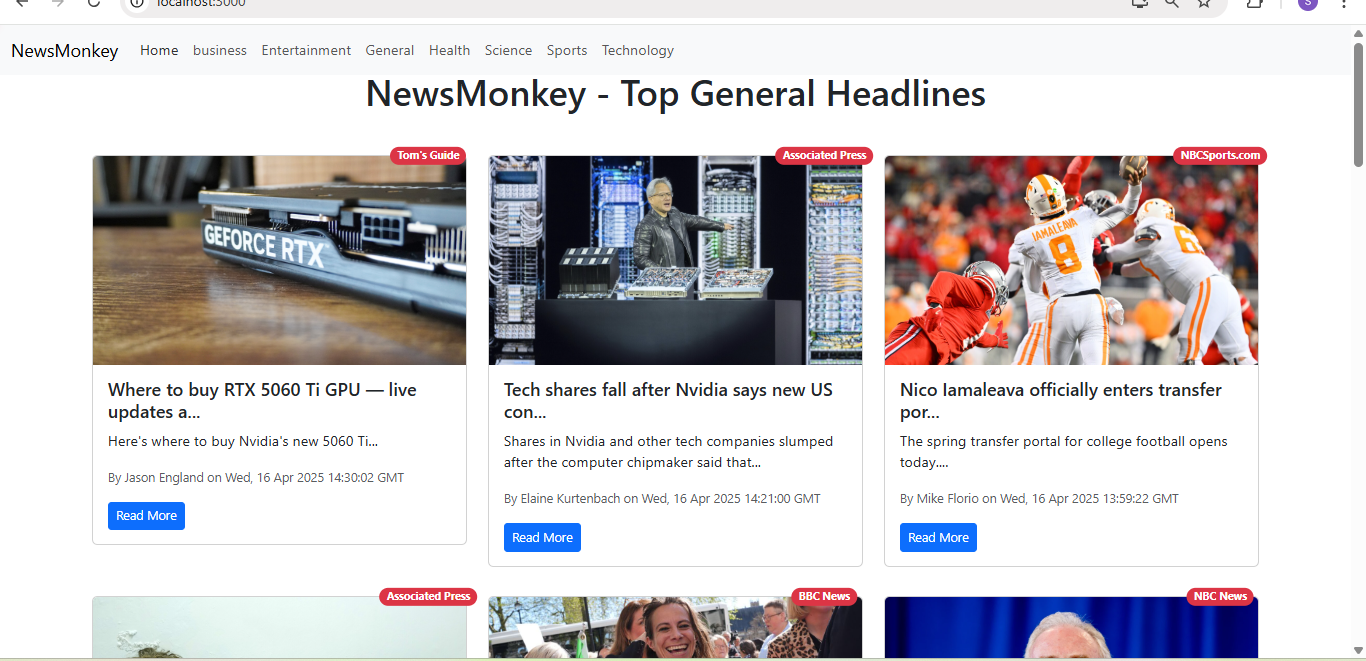 localhost:3000
NewsMonkey Home business Entertainment General Health Science Sports Technology
NewsMonkey - Top General Headlines
Tom's Guide
GEFORCE RTX
Where to buy RTX 5060 Ti GPU — live
updates a...
Here's where to buy Nvidia's new 5060 Ti...
By Jason England on Wed, 16 Apr 2025 14:30:02 GMT
Read More
Associated Press
Tech shares fall after Nvidia says new US
con...
Shares in Nvidia and other tech companies slumped
after the computer chipmaker said that...
By Elaine Kurtenbach on Wed, 16 Apr 2025 14:21:00 GMT
Read More
NBCSports.com
IAMALEAVA
8
6
Nico Iamaleava officially enters transfer
por...
The spring transfer portal for college football opens
today....
By Mike Florio on Wed, 16 Apr 2025 13:59:22 GMT
Read More
Associated Press
BBC News
NBC News